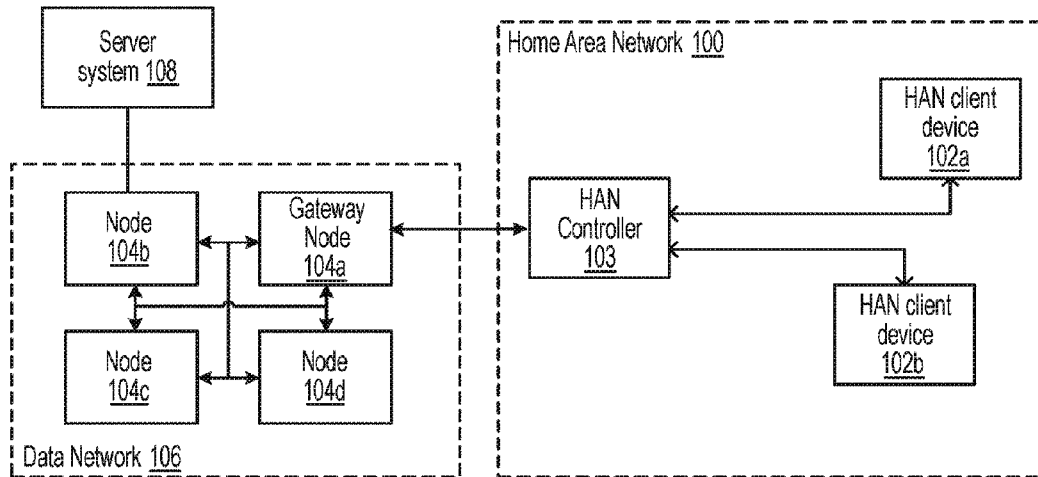 Server
system 108
Home Area Network 100
HAN client
device
102a
HAN
Controller
103
HAN client
device
102b
Node
104b
Gateway
Node
104a
Node
104c
Node
104d
Data Network 106